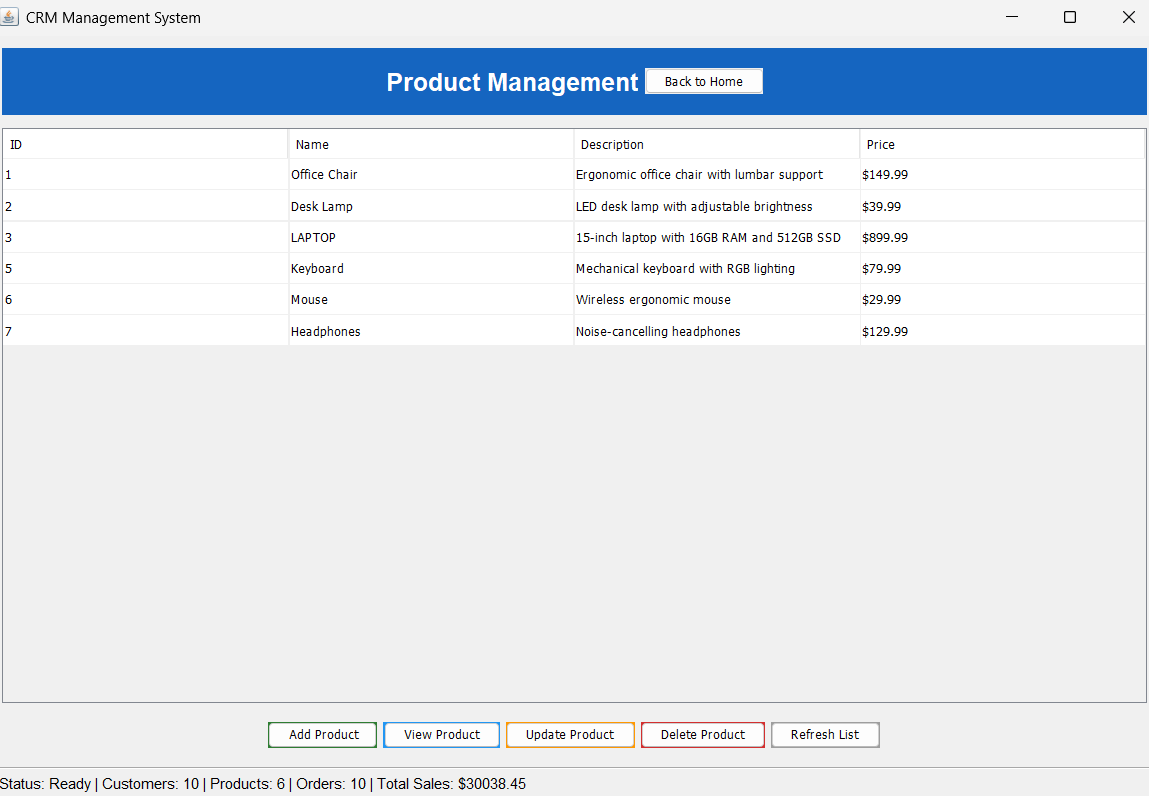 CRM Management System
Product Management Back to Home
ID Name Description Price
1 Office Chair Ergonomic office chair with lumbar support $149.99
2 Desk Lamp LED desk lamp with adjustable brightness $39.99
3 LAPTOP 15-inch laptop with 16GB RAM and 512GB SSD $899.99
5 Keyboard Mechanical keyboard with RGB lighting $79.99
6 Mouse Wireless ergonomic mouse $29.99
7 Headphones Noise-cancelling headphones $129.99
Add Product View Product Update Product Delete Product Refresh List
Status: Ready | Customers: 10 | Products: 6 | Orders: 10 | Total Sales: $30038.45